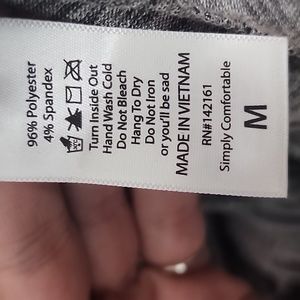 96% Polyester
4% Spandex
Turn Inside Out
Hand Wash Cold
Do Not Bleach
Hang To Dry
Do Not Iron
or you'll be sad
MADE IN VIETNAM
RN#142161
Simply Comfortable
M